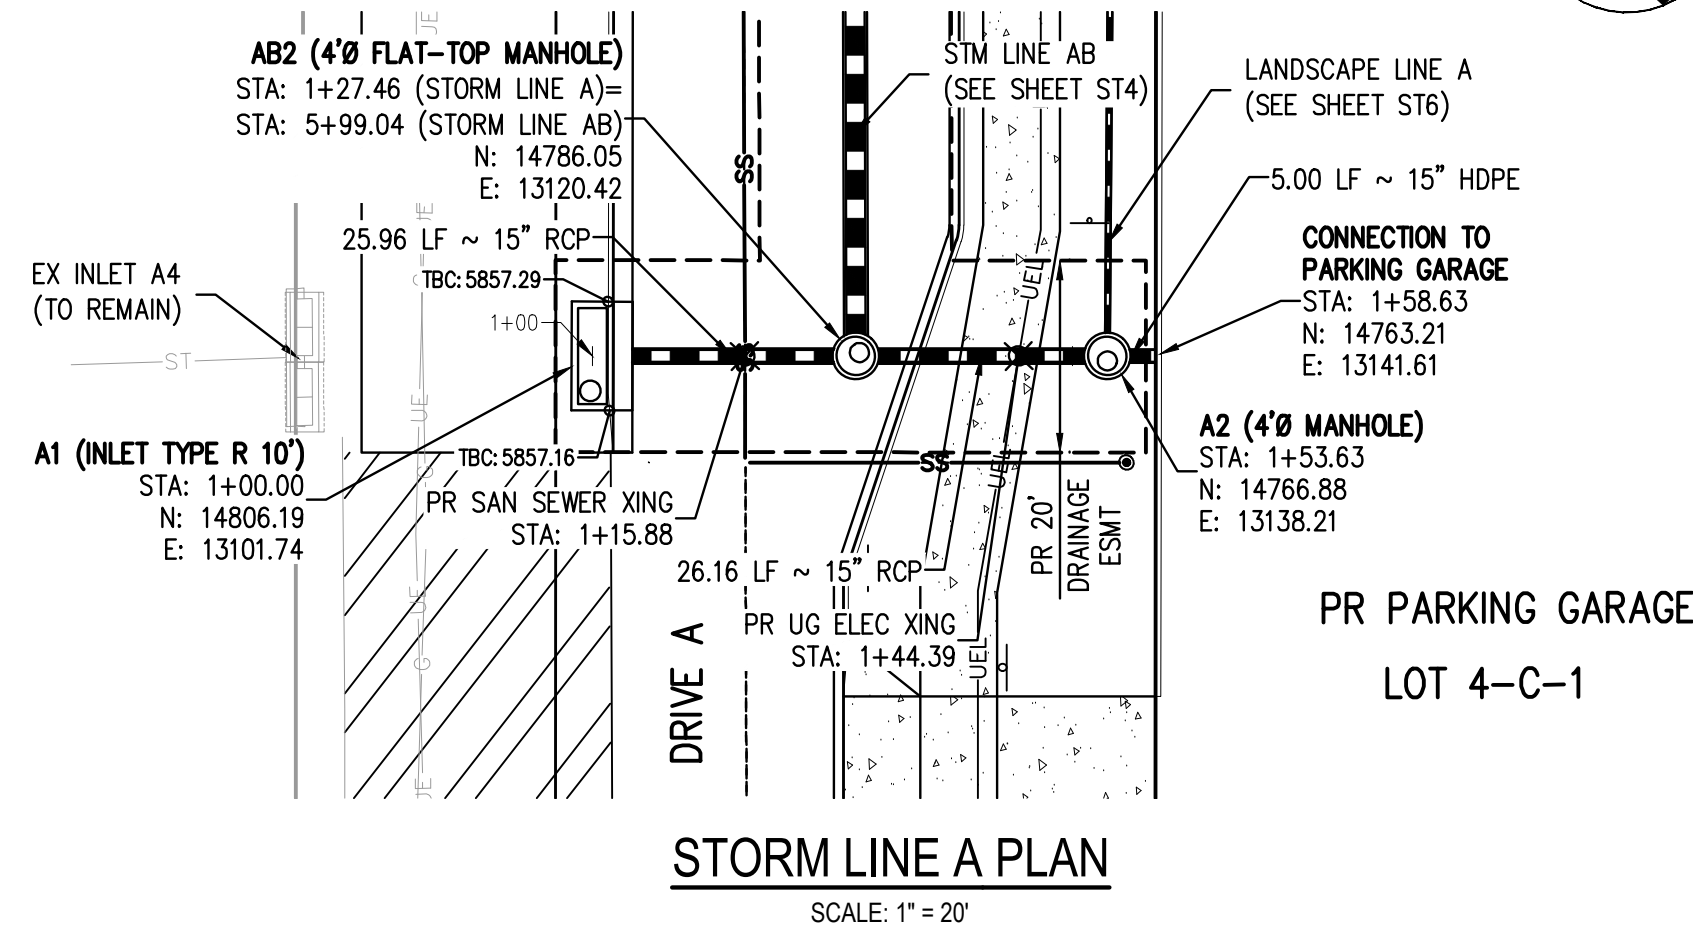 AB2 (4'Ø FLAT-TOP MANHOLE)
STA: 1+27.46 (STORM LINE A)=
STA: 5+99.04 (STORM LINE AB)
N: 14786.05
E: 13120.42
STM LINE AB
(SEE SHEET ST4)
LANDSCAPE LINE A
(SEE SHEET ST6)
5.00 LF ~ 15" HDPE
25.96 LF ~ 15" RCP
TBC: 5857.29
1+00
EX INLET A4
(TO REMAIN)
ST
CONNECTION TO
PARKING GARAGE
STA: 1+58.63
N: 14763.21
E: 13141.61
A1 (INLET TYPE R 10')
STA: 1+00.00
N: 14806.19
E: 13101.74
TBC: 5857.16
PR SAN SEWER XING
STA: 1+15.88
A2 (4'Ø MANHOLE)
STA: 1+53.63
N: 14766.88
E: 13138.21
26.16 LF ~ 15" RCP
PR UG ELEC XING
STA: 1+44.39
PR 20'
DRAINAGE
ESMT
SS
SS
UEL
UEL
UEL
UE
G
UE
G
UE
G
UE
DRIVE A
PR PARKING GARAGE
LOT 4-C-1
STORM LINE A PLAN
SCALE: 1" = 20'